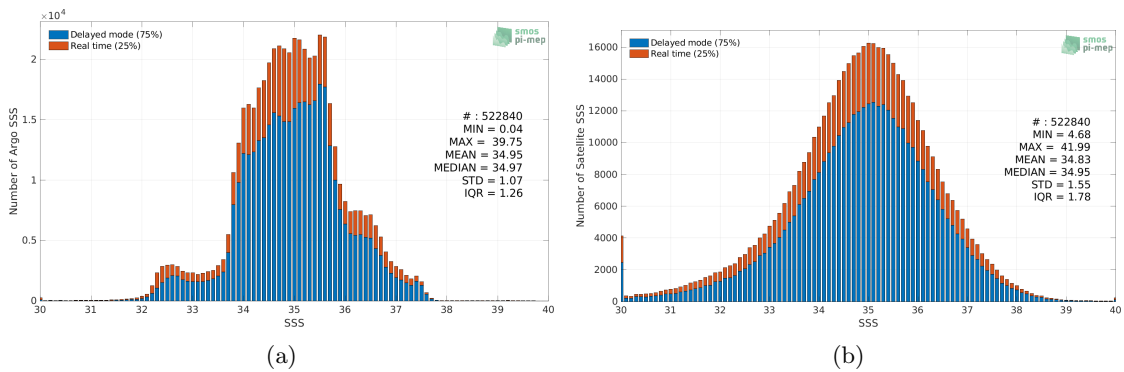 ×10⁴
Delayed mode (75%)
Real time (25%)
smos
pi-mep
# : 522840
MIN = 0.04
MAX = 39.75
MEAN = 34.95
MEDIAN = 34.97
STD = 1.07
IQR = 1.26
Number of Argo SSS
2
1.5
1
0.5
0
30 31 32 33 34 35 36 37 38 39 40
SSS
(a)
Delayed mode (75%)
Real time (25%)
smos
pi-mep
# : 522840
MIN = 4.68
MAX = 41.99
MEAN = 34.83
MEDIAN = 34.95
STD = 1.55
IQR = 1.78
Number of Satellite SSS
16000
14000
12000
10000
8000
6000
4000
2000
0
30 31 32 33 34 35 36 37 38 39 40
SSS
(b)